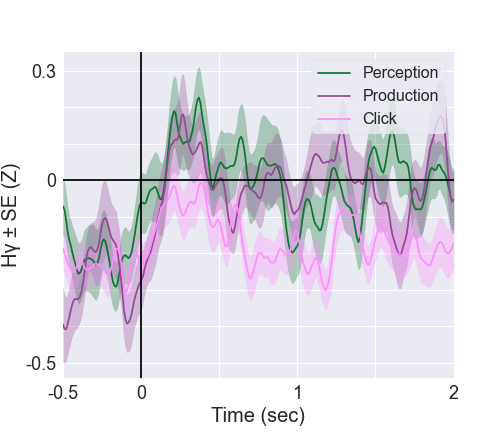 Perception
Production
Click
0.3
0
-0.5
Hγ ± SE (Z)
-0.5
0
1
2
Time (sec)